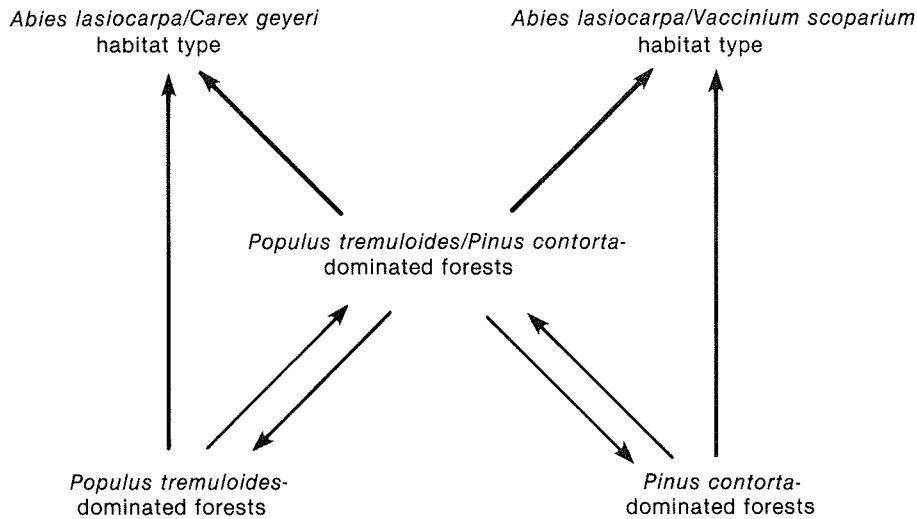 Abies lasiocarpa/Carex geyeri
habitat type
Abies lasiocarpa/Vaccinium scoparium
habitat type
Populus tremuloides/Pinus contorta-
dominated forests
Populus tremuloides-
dominated forests
Pinus contorta-
dominated forests